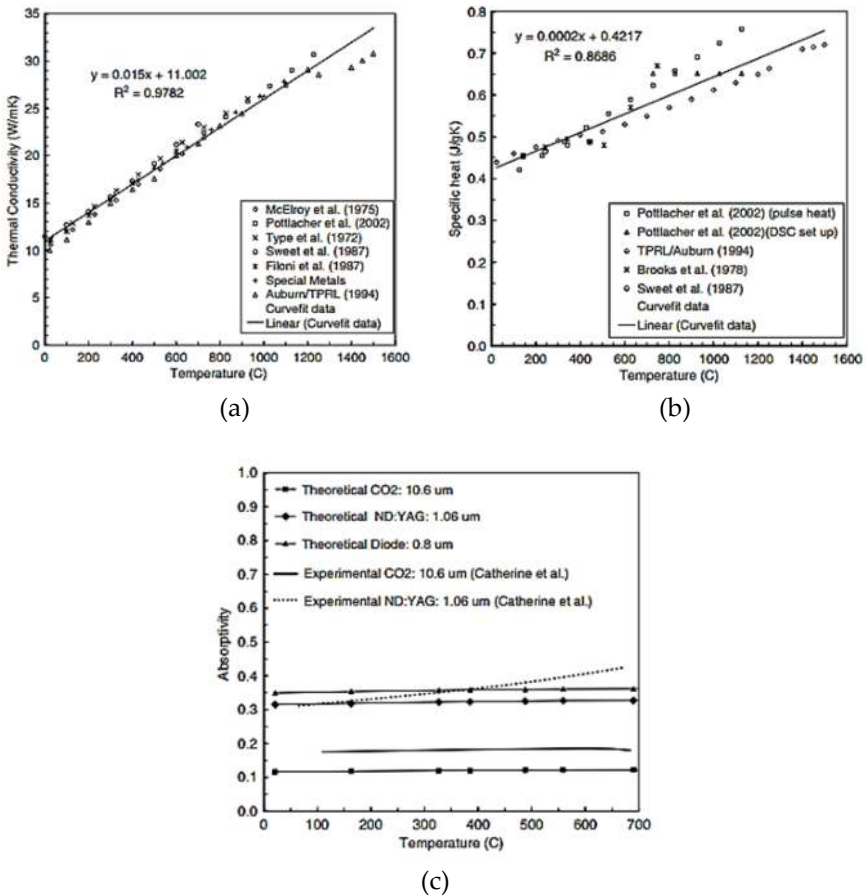 35
30
25
20
15
10
5
0
Thermal Conductivity (W/mK)
y = 0.015x + 11.002
R² = 0.9782
McElroy et al. (1975)
Pottlacher et al. (2002)
Type et al. (1972)
Sweet et al. (1987)
Filoni et al. (1987)
Special Metals
Auburn/TPRL (1994)
Curvefit data
Linear (Curvefit data)
0 200 400 600 800 1000 1200 1400 1600
Temperature (C)
(a)
0.8
0.7
0.6
0.5
0.4
0.3
0.2
0.1
0.0
Specific heat (J/gK)
y = 0.0002x + 0.4217
R² = 0.8686
Pottlacher et al. (2002) (pulse heat)
Pottlacher et al. (2002)(DSC set up)
TPRL/Auburn (1994)
Brooks et al. (1978)
Sweet et al. (1987)
Curvefit data
Linear (Curvefit data)
0 200 400 600 800 1000 1200 1400 1600
Temperature (C)
(b)
1.0
0.9
0.8
0.7
0.6
0.5
0.4
0.3
0.2
0.1
0.0
Absorptivity
Theoretical CO2: 10.6 um
Theoretical ND:YAG: 1.06 um
Theoretical Diode: 0.8 um
Experimental CO2: 10.6 um (Catherine et al.)
Experimental ND:YAG: 1.06 um (Catherine et al.)
0 100 200 300 400 500 600 700
Temperature (C)
(c)